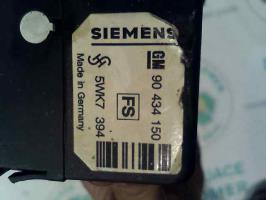 SIEMENS
GM 90 434 150
5WK7 394
Made in Germany
FS